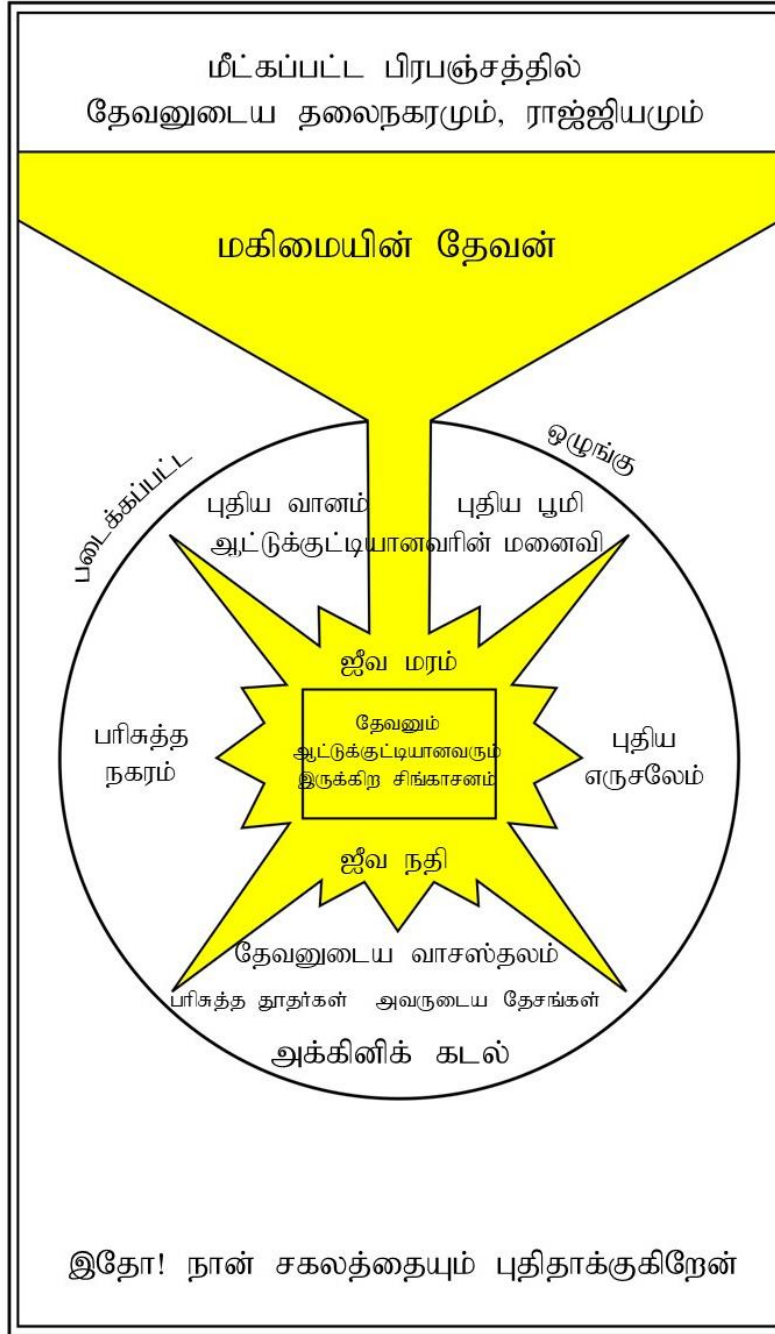 மீட்கப்பட்ட பிரபஞ்சத்தில்
தேவனுடைய தலைநகரமும், ராஜ்ஜியமும்
மகிமையின் தேவன்
படைக்கப்பட்ட
ஒழுங்கு
புதிய வானம்
புதிய பூமி
ஆட்டுக்குட்டியானவரின் மனைவி
ஜீவ மரம்
பரிசுத்த
நகரம்
தேவனும்
ஆட்டுக்குட்டியானவரும்
இருக்கிற சிங்காசனம்
புதிய
எருசலேம்
ஜீவ நதி
தேவனுடைய வாசஸ்தலம்
பரிசுத்த தூதர்கள் அவருடைய தேசங்கள்
அக்கினிக் கடல்
இதோ! நான் சகலத்தையும் புதிதாக்குகிறேன்